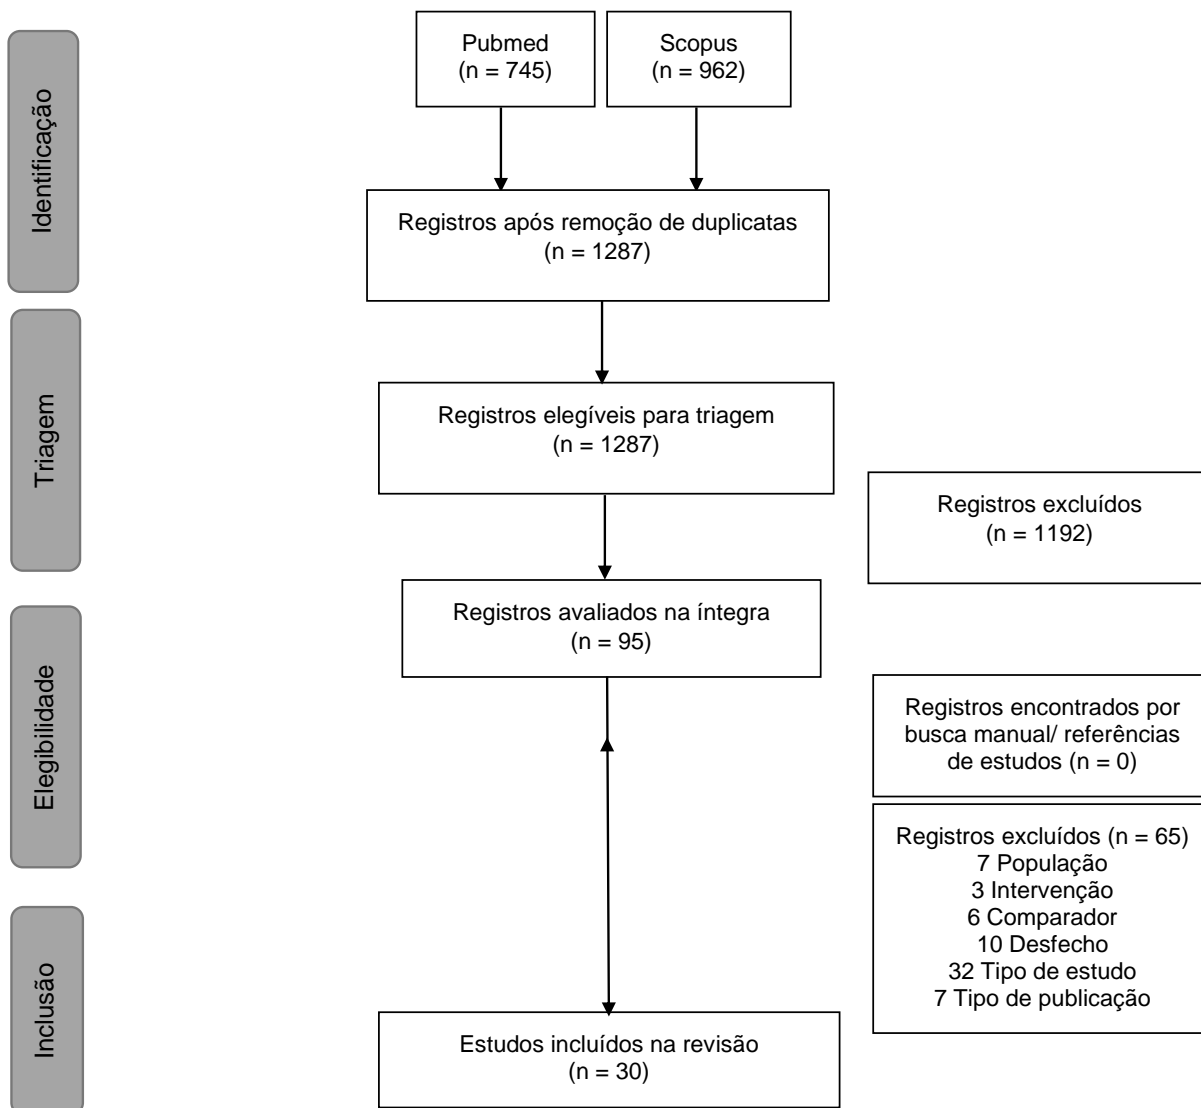 Identificação
Pubmed
(n = 745)
Scopus
(n = 962)
Registros após remoção de duplicatas
(n = 1287)
Triagem
Registros elegíveis para triagem
(n = 1287)
Registros excluídos
(n = 1192)
Elegibilidade
Registros avaliados na íntegra
(n = 95)
Registros encontrados por
busca manual/ referências
de estudos (n = 0)
Registros excluídos (n = 65)
7 População
3 Intervenção
6 Comparador
10 Desfecho
32 Tipo de estudo
7 Tipo de publicação
Inclusão
Estudos incluídos na revisão
(n = 30)